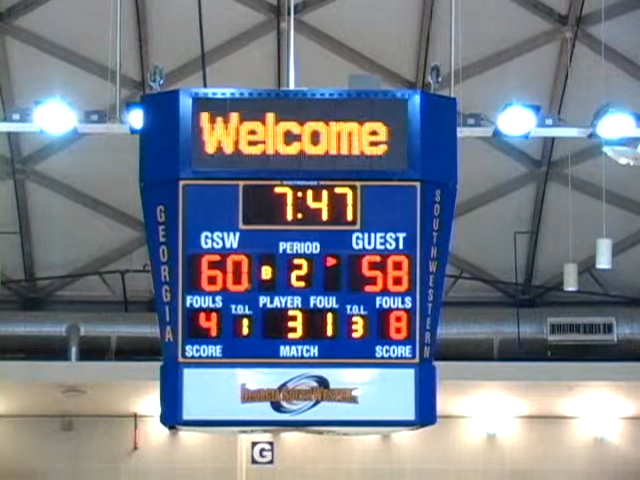 Welcome
7:47
GSW PERIOD GUEST
60 B 2 58
FOULS T.O.L. PLAYER FOUL T.O.L. FOULS
4 1 3 1 3 8
SCORE MATCH SCORE
GEORGIA
SOUTHWESTERN
G